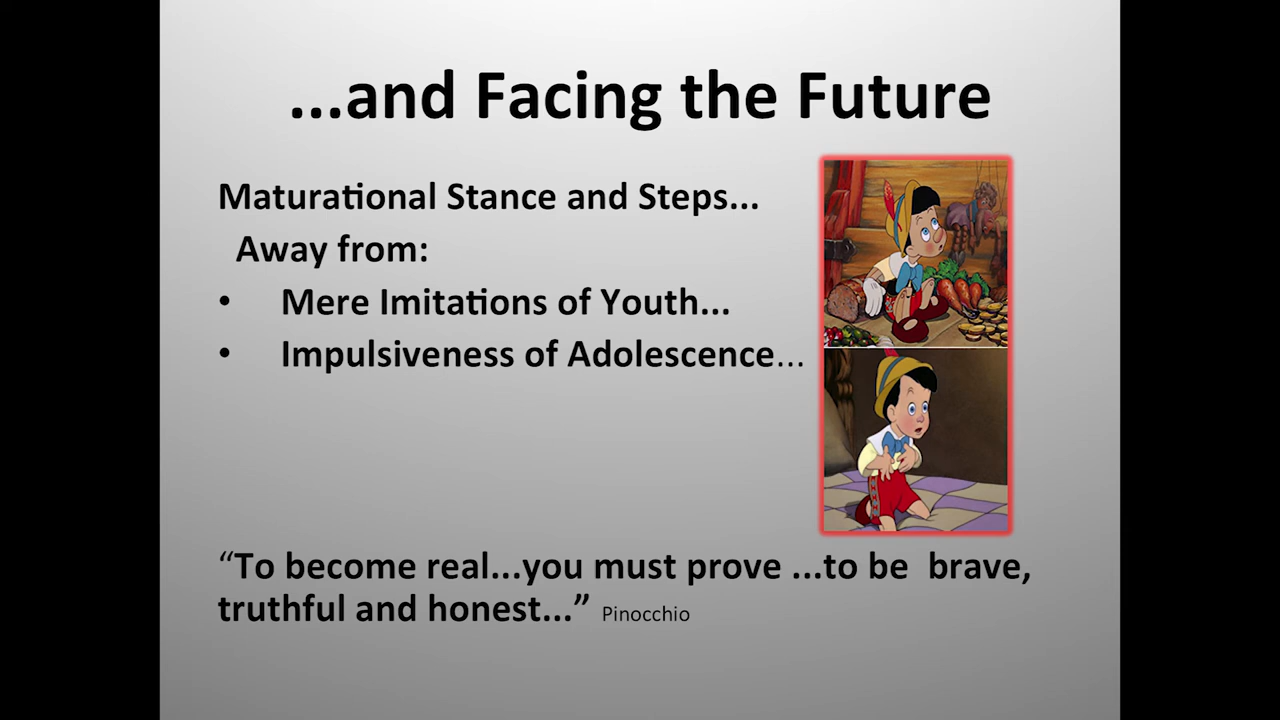 ...and Facing the Future
Maturational Stance and Steps...
Away from:
• Mere Imitations of Youth...
• Impulsiveness of Adolescence...
“To become real...you must prove ...to be brave,
truthful and honest...” Pinocchio